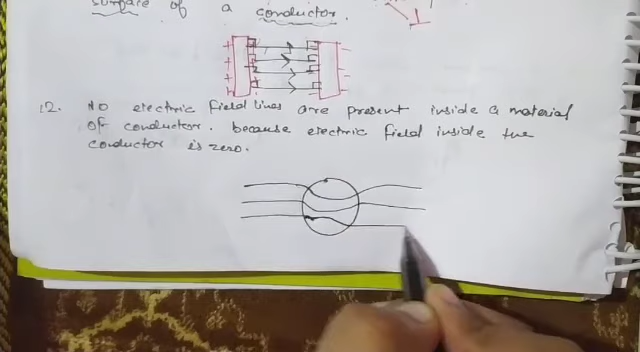 surface of a conductor.
12. No electric field lines are present inside a material
of conductor. because electric field inside the
conductor is zero.